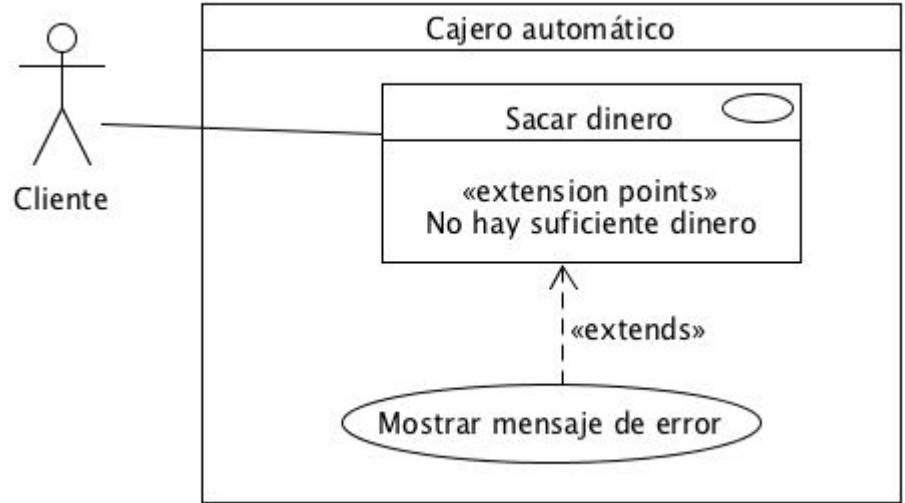 Cajero automático
Sacar dinero
«extension points»
No hay suficiente dinero
Cliente
«extends»
Mostrar mensaje de error